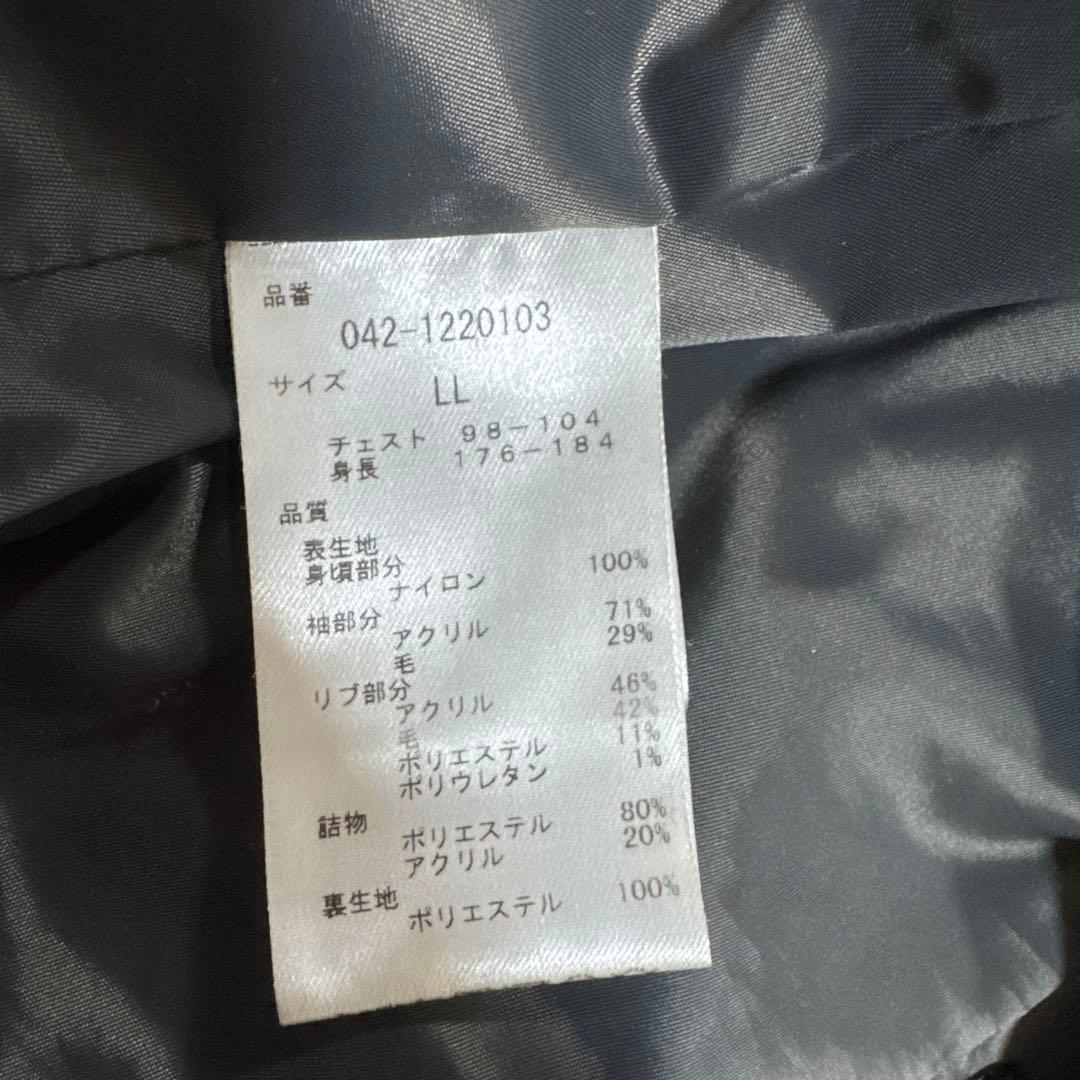 品番
042-1220103
サイズ
LL
チェスト 98-104
身長 176-184
品質
表生地
身頃部分
ナイロン 100%
袖部分
アクリル 71%
毛 29%
リブ部分
アクリル 46%
毛 42%
ポリエステル 11%
ポリウレタン 1%
詰物
ポリエステル 80%
アクリル 20%
裏生地
ポリエステル 100%